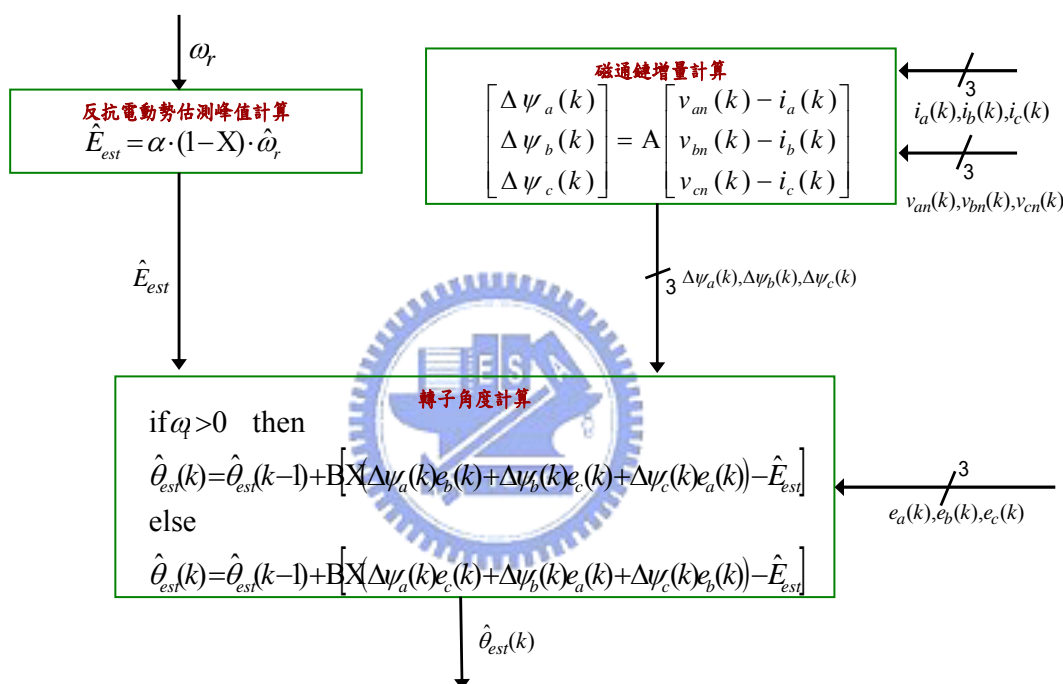 ω_r
反抗電動勢估測峰值計算
Ê_est = α·(1−X)·ω̂_r
Ê_est
磁通鏈增量計算
[Δψ_a(k)] = A[v_an(k) − i_a(k)]
[Δψ_b(k)] [v_bn(k) − i_b(k)]
[Δψ_c(k)] [v_cn(k) − i_c(k)]
3
i_a(k),i_b(k),i_c(k)
3
v_an(k),v_bn(k),v_cn(k)
3 Δψ_a(k),Δψ_b(k),Δψ_c(k)
E S A
轉子角度計算
if ω_r>0 then
θ̂_est(k)=θ̂_est(k−1)+B[X(Δψ_a(k)e_b(k)+Δψ_b(k)e_c(k)+Δψ_c(k)e_a(k))−Ê_est]
else
θ̂_est(k)=θ̂_est(k−1)+B[X(Δψ_a(k)e_c(k)+Δψ_b(k)e_a(k)+Δψ_c(k)e_b(k))−Ê_est]
3
e_a(k),e_b(k),e_c(k)
θ̂_est(k)